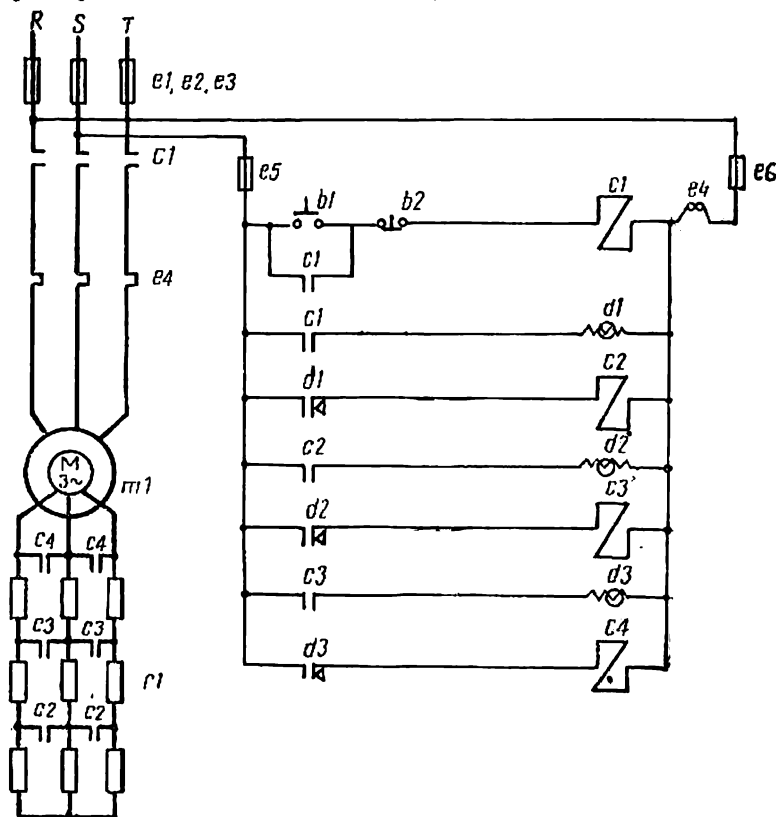 R S T
e1, e2, e3
c1
e5
e6
b1
b2
c1
e4
c1
e4
c1
d1
d1
c2
c2
d2
M
3~
m1
c3
d2
c4 c4
c3
d3
c3 c3
d3
c4
r1
c2 c2